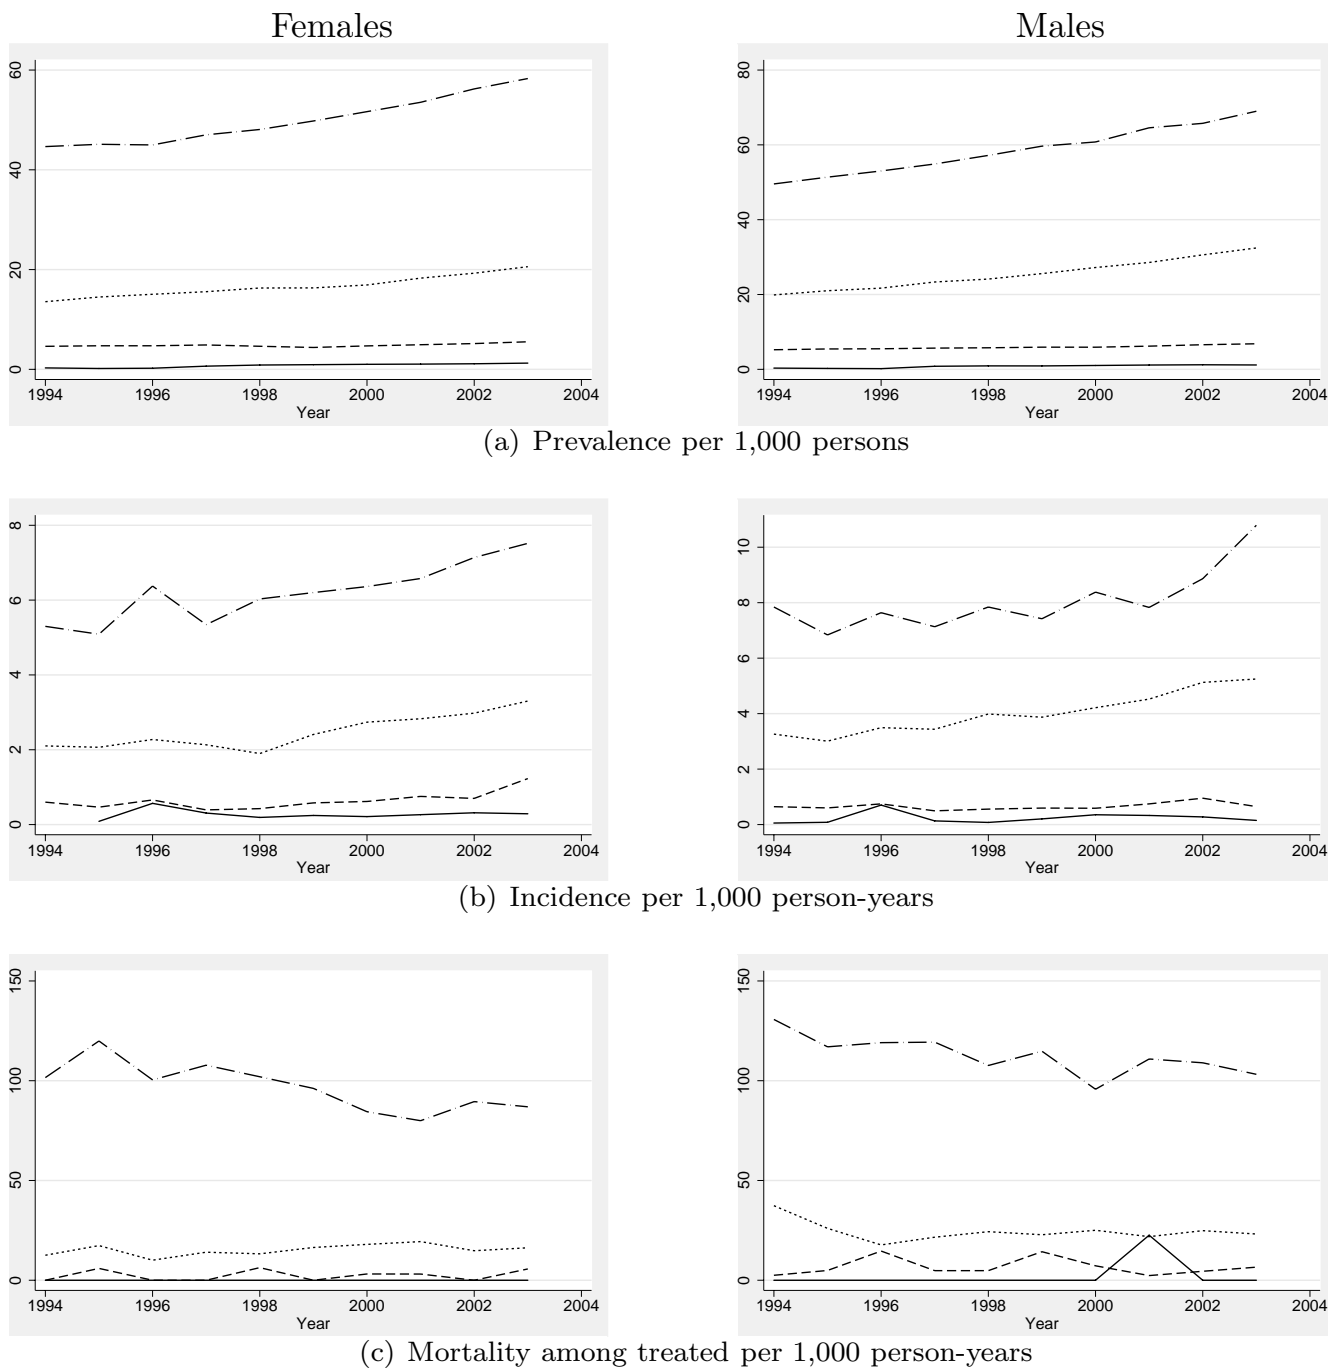 Females
Males
60
40
20
0
1994 1996 1998 2000 2002 2004
Year
80
60
40
20
0
1994 1996 1998 2000 2002 2004
Year
(a) Prevalence per 1,000 persons
8
6
4
2
0
1994 1996 1998 2000 2002 2004
Year
10
8
6
4
2
0
1994 1996 1998 2000 2002 2004
Year
(b) Incidence per 1,000 person-years
150
100
50
0
1994 1996 1998 2000 2002 2004
Year
150
100
50
0
1994 1996 1998 2000 2002 2004
Year
(c) Mortality among treated per 1,000 person-years